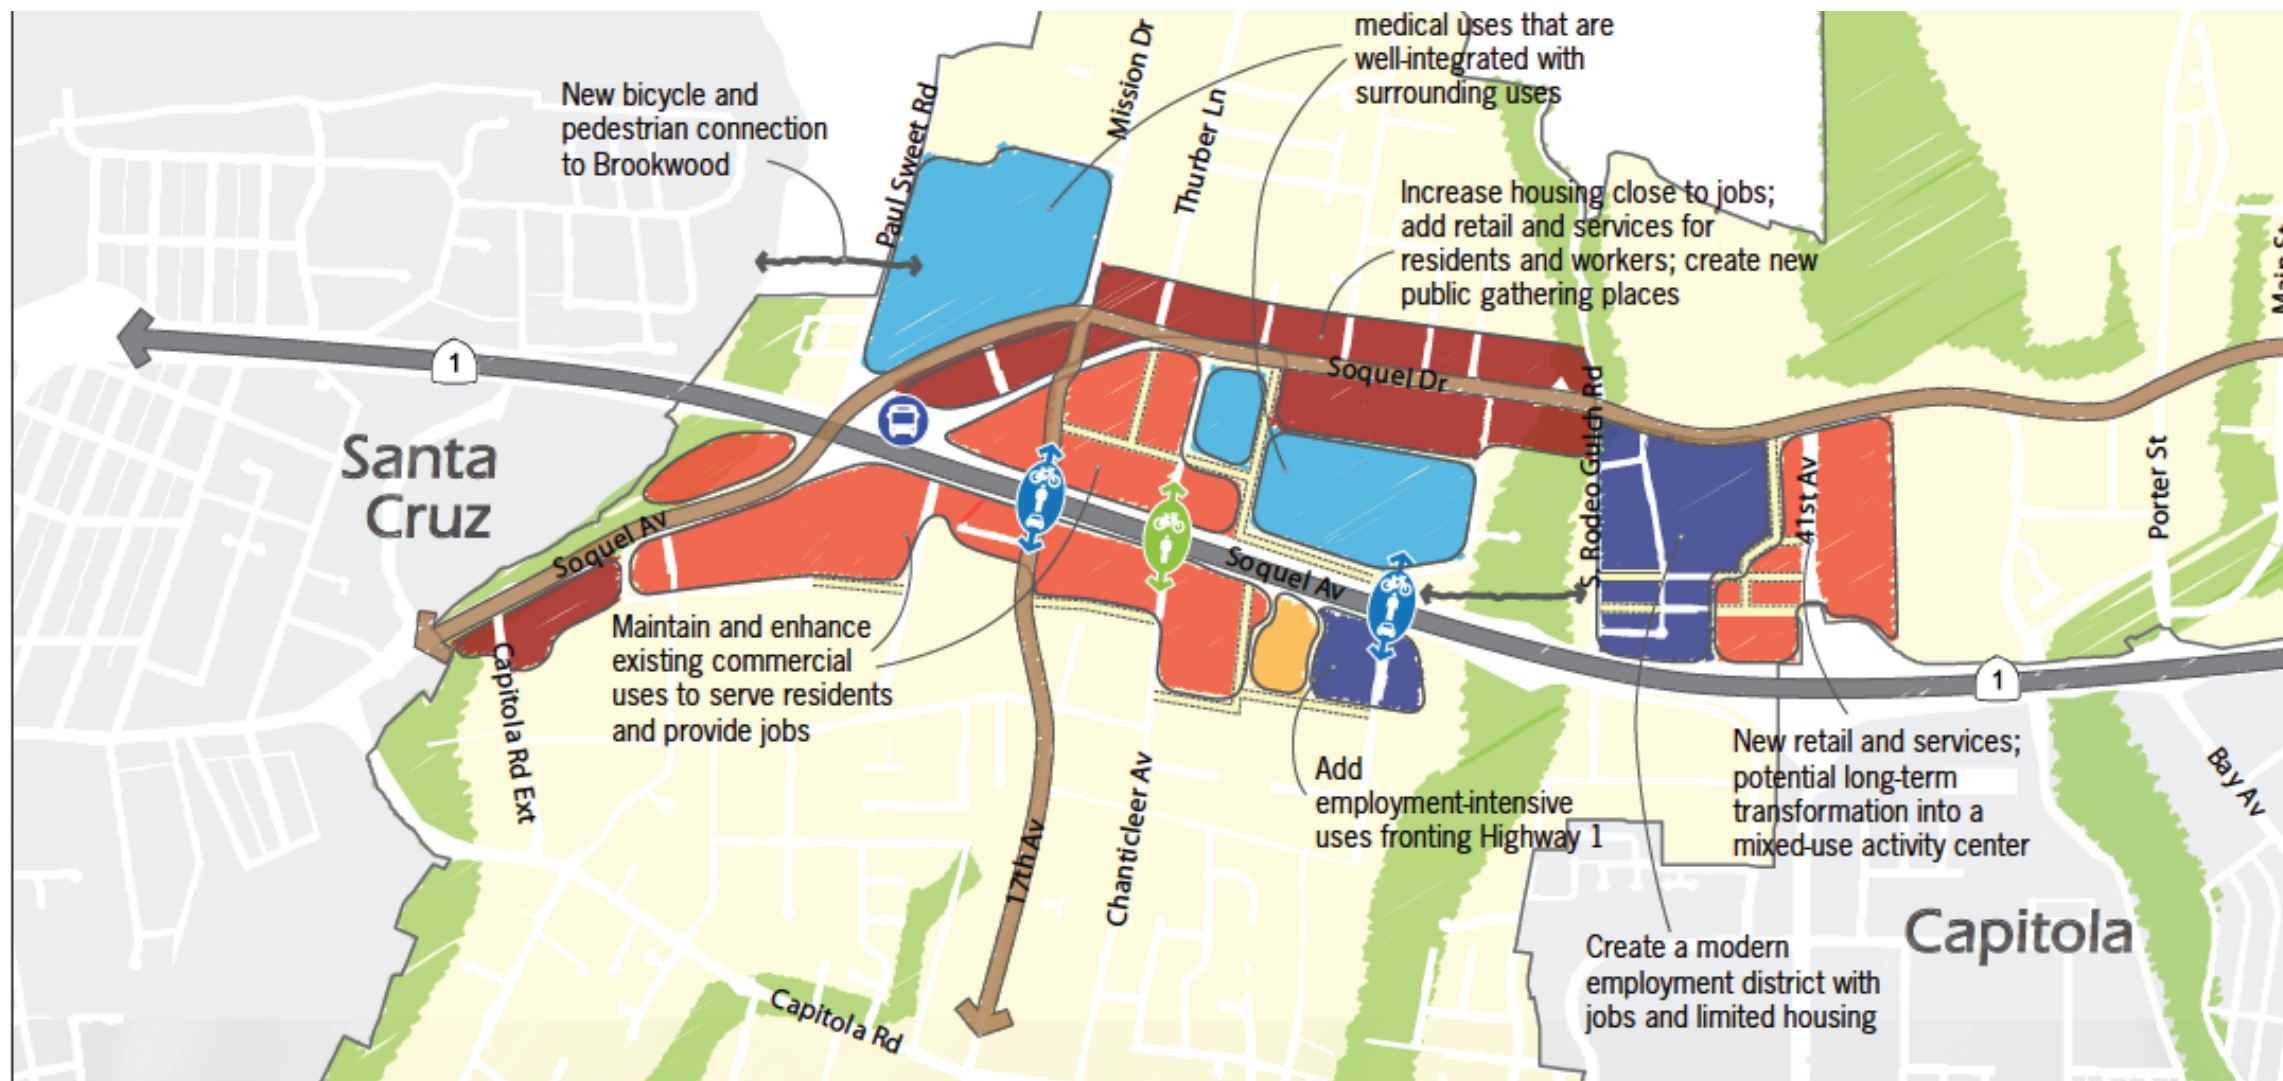 medical uses that are
well-integrated with
surrounding uses
New bicycle and
pedestrian connection
to Brookwood
Paul Sweet Rd
Mission Dr
Thurber Ln
Increase housing close to jobs;
add retail and services for
residents and workers; create new
public gathering places
Main St
1
Soquel Dr
Santa
Cruz
Soquel Av
S. Rodeo Gulch Rd
41st Av
Porter St
Soquel Av
Maintain and enhance
existing commercial
uses to serve residents
and provide jobs
Capitola Rd Ext
1
New retail and services;
potential long-term
transformation into a
mixed-use activity center
Bay Av
Add
employment-intensive
uses fronting Highway 1
17th Av
Chanticleer Av
Capitola
Create a modern
employment district with
jobs and limited housing
Capitola Rd